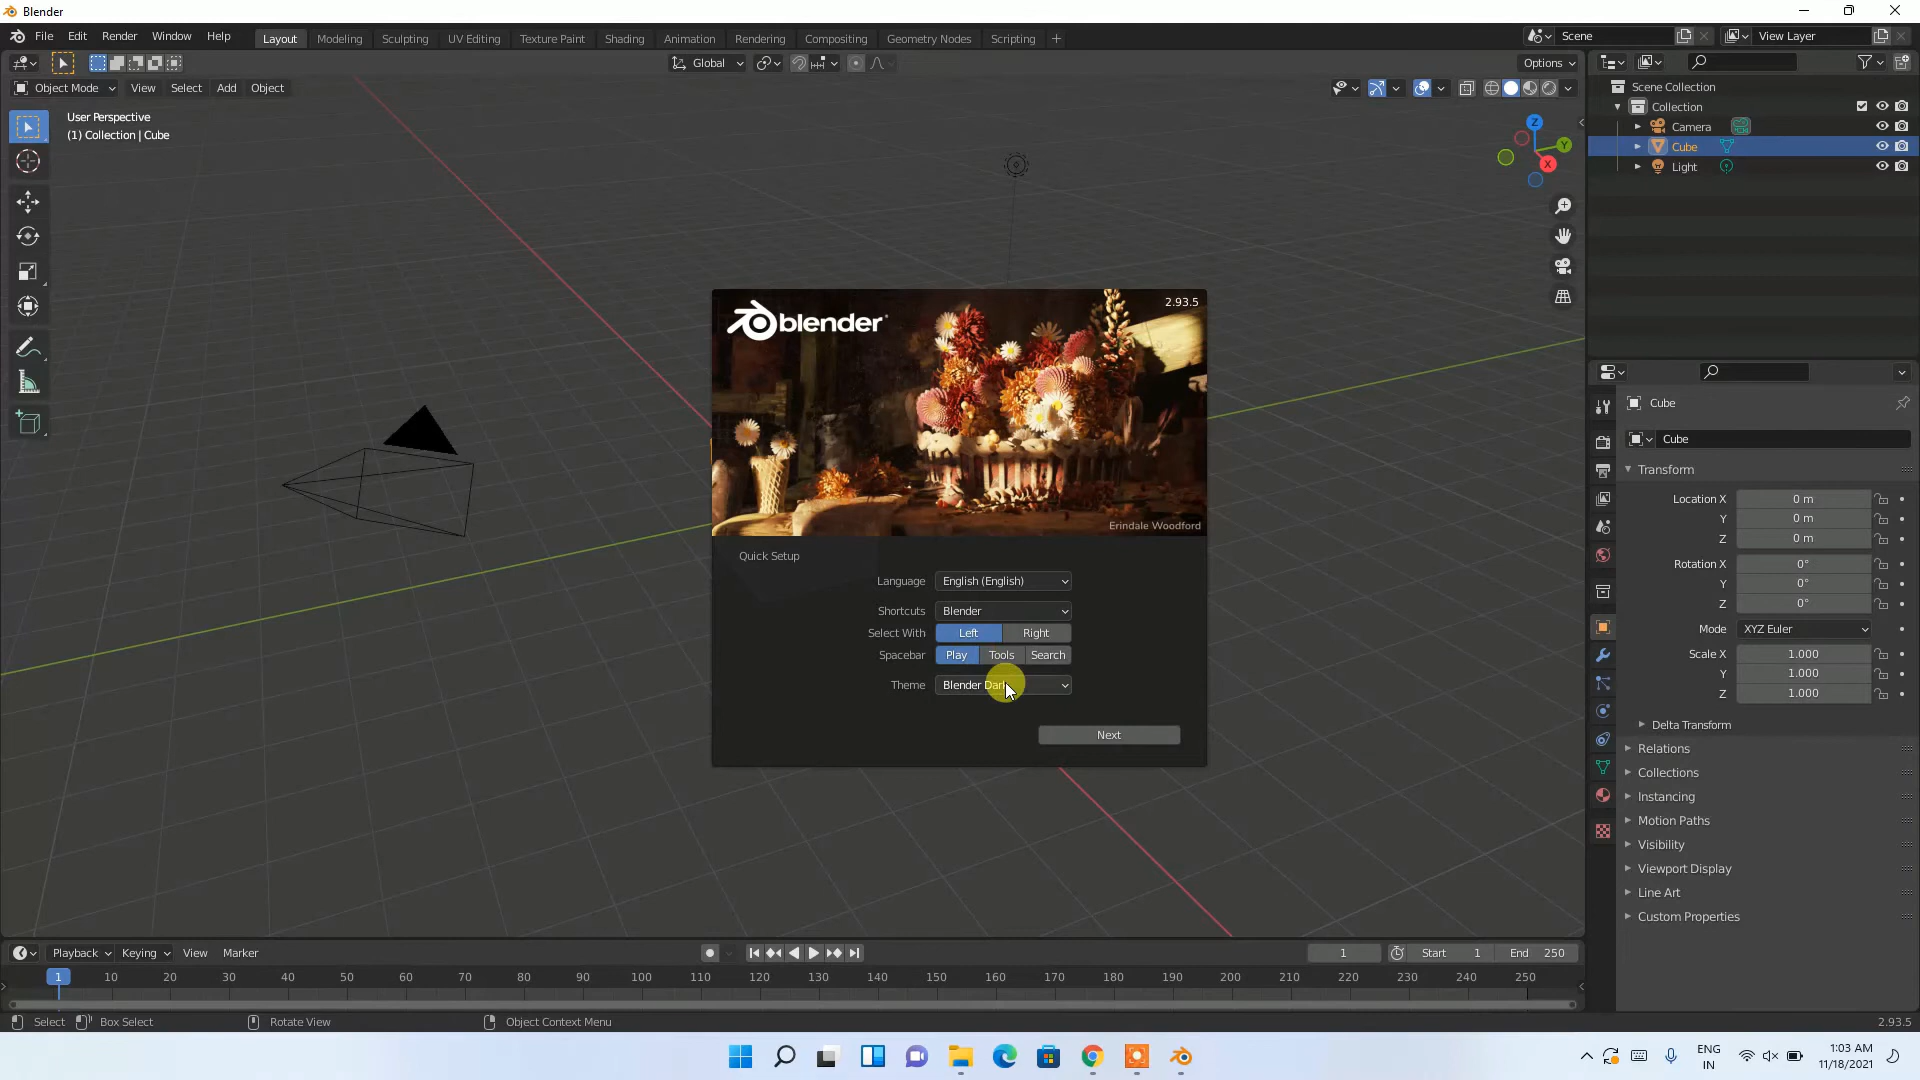 Blender
File Edit Render Window Help Layout Modeling Sculpting UV Editing Texture Paint Shading Animation Rendering Compositing Geometry Nodes Scripting Scene View Layer
Global Options
Object Mode View Select Add Object
User Perspective
(1) Collection | Cube
Z
Y
X
Scene Collection
Collection
Camera
Cube
Light
blender
2.93.5
Erindale Woodford
Quick Setup
Language English (English)
Shortcuts Blender
Select With Left Right
Spacebar Play Tools Search
Theme Blender Dark
Next
Cube
Cube
Transform
Location X 0 m
Y 0 m
Z 0 m
Rotation X 0°
Y 0°
Z 0°
Mode XYZ Euler
Scale X 1.000
Y 1.000
Z 1.000
Delta Transform
Relations
Collections
Instancing
Motion Paths
Visibility
Viewport Display
Line Art
Custom Properties
Playback Keying View Marker 1 Start 1 End 250
1 10 20 30 40 50 60 70 80 90 100 110 120 130 140 150 160 170 180 190 200 210 220 230 240 250
Select Box Select Rotate View Object Context Menu 2.93.5
ENG
IN
1:03 AM
11/18/2021